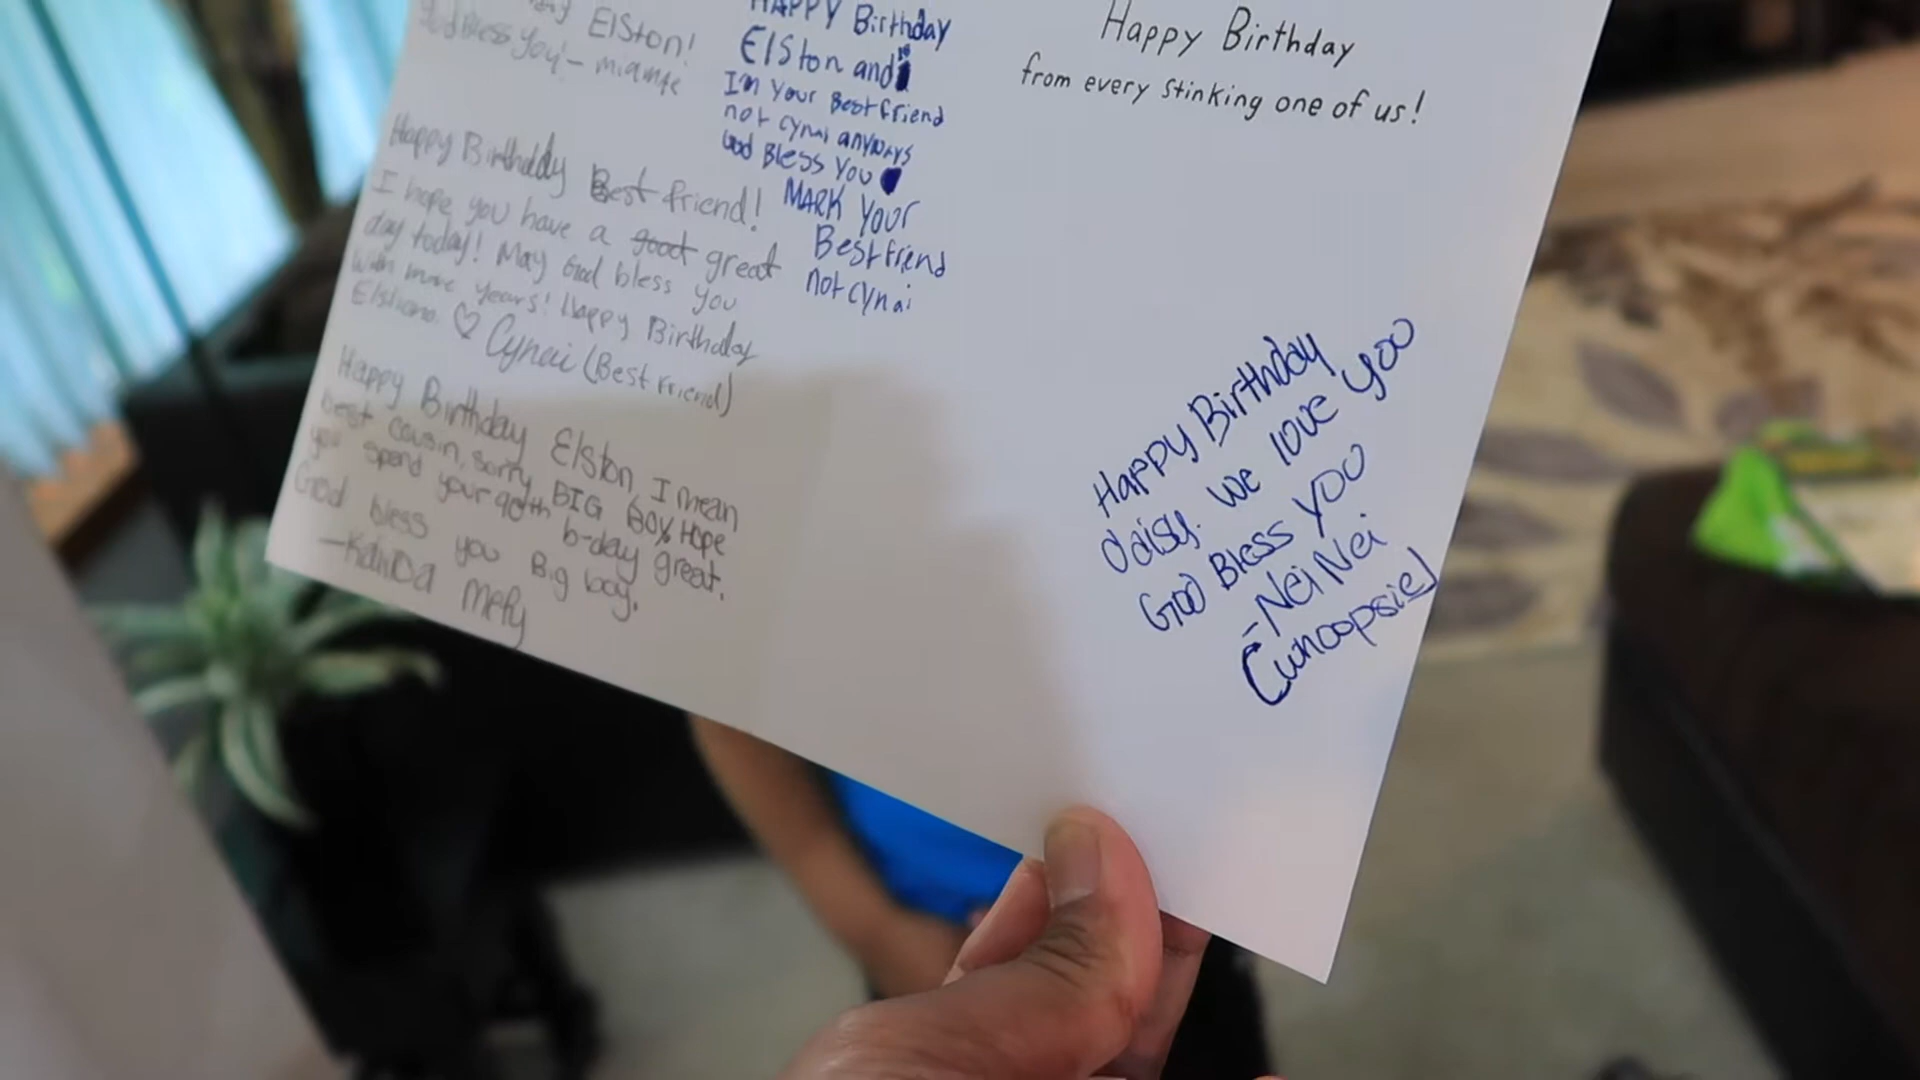 Elston!
God Bless You! -
Happy Birthday Best friend!
I hope you have a good great
day today! May God bless you
with more years! Happy Birthday
♡ Cynai (Best Friend)
Happy Birthday Elston I mean
best cousin, sorry BIG BOY. Hope
you spend your 90th b-day great.
God bless you Big boy.
HAPPY Birthday
Elston and
I'm Your Best friend
not cynai anyways
God Bless You
MARK Your
Best friend
not cynai
Happy Birthday
from every stinking one of us!
Happy Birthday
daisy. we love you
God Bless you
-Nei Nei
(whoopsie)